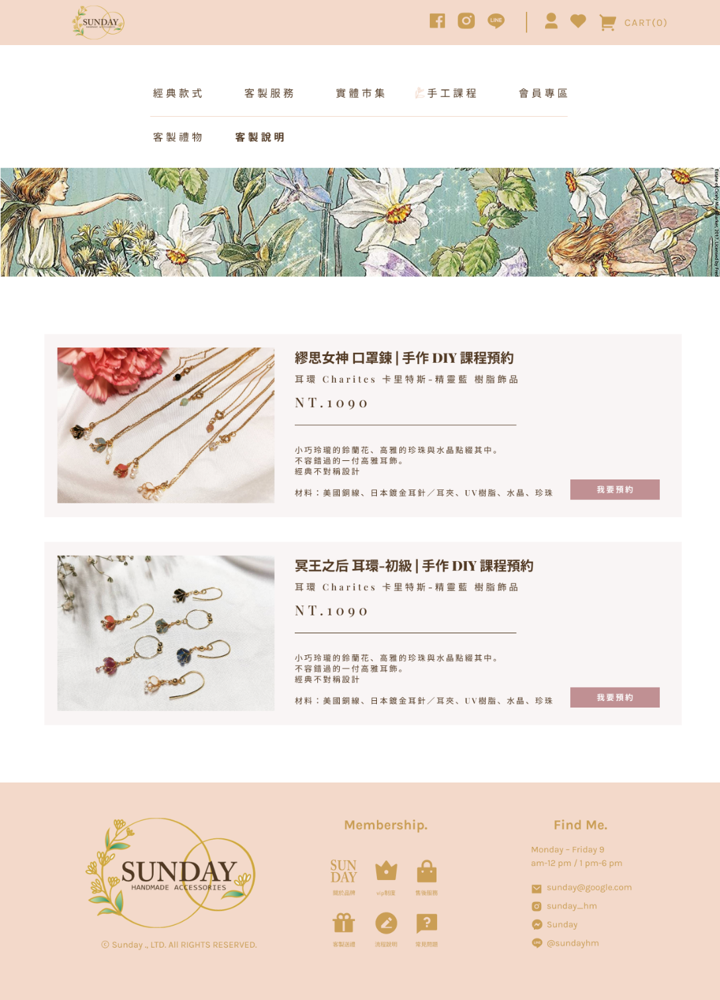 SUNDAY
HANDMADE ACCESSORIES
LINE
CART(0)
經典款式
客製服務
實體市集
手工課程
會員專區
客製禮物
客製說明
繆思女神 口罩鍊 | 手作 DIY 課程預約
耳環 Charites 卡里特斯-精靈藍 樹脂飾品
NT.1090
小巧玲瓏的鈴蘭花、高雅的珍珠與水晶點綴其中。
不容錯過的一付高雅耳飾。
經典不對稱設計
材料：美國銅線、日本鍍金耳針／耳夾、UV樹脂、水晶、珍珠
我要預約
冥王之后 耳環-初級 | 手作 DIY 課程預約
耳環 Charites 卡里特斯-精靈藍 樹脂飾品
NT.1090
小巧玲瓏的鈴蘭花、高雅的珍珠與水晶點綴其中。
不容錯過的一付高雅耳飾。
經典不對稱設計
材料：美國銅線、日本鍍金耳針／耳夾、UV樹脂、水晶、珍珠
我要預約
SUNDAY
HANDMADE ACCESSORIES
ⓒ Sunday ., LTD. All RIGHTS RESERVED.
Membership.
SUN
DAY
關於品牌
vip制度
售後服務
客製送禮
流程說明
常見問題
Find Me.
Monday – Friday 9
am-12 pm / 1 pm-6 pm
sunday@google.com
sunday_hm
Sunday
@sundayhm